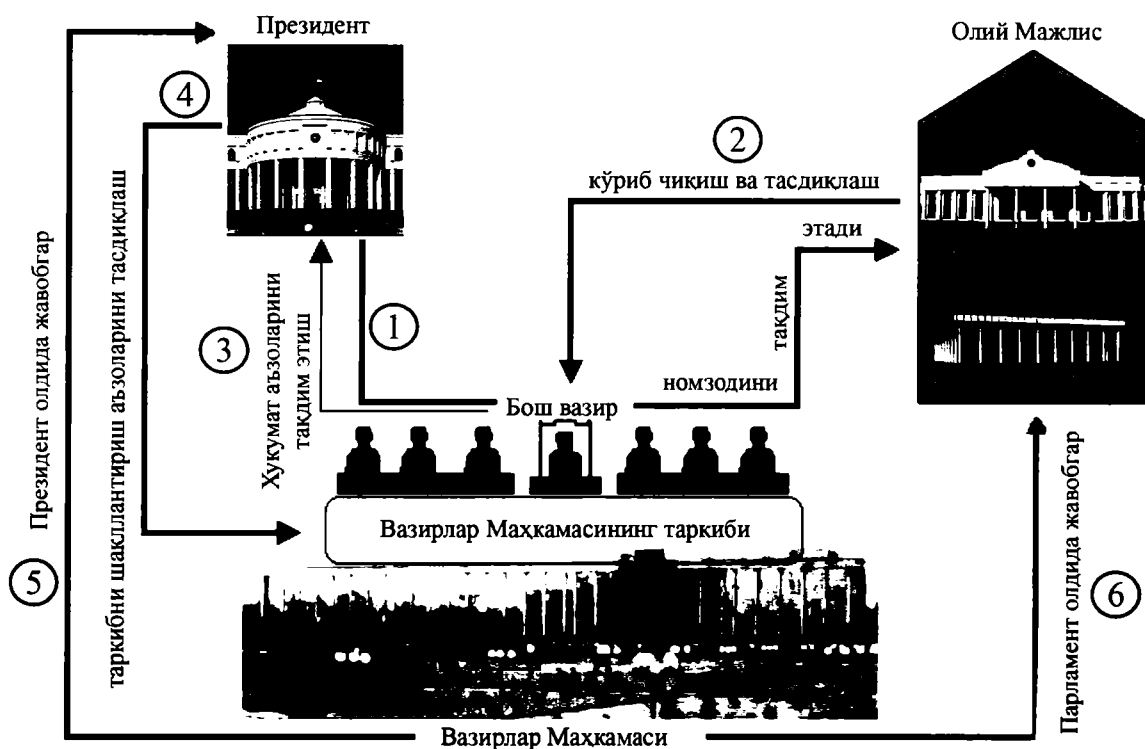 Президент
Олий Мажлис
4
2
кўриб чиқиш ва тасдиқлаш
этади
тақдим
номзодини
1
3
Ҳукумат аъзоларини
тақдим этиш
Бош вазир
Президент олдида жавобгар
таркибни шакллантириш аъзоларини тасдиқлаш
Вазирлар Маҳкамасининг таркиби
5
6
Парламент олдида жавобгар
Вазирлар Маҳкамаси